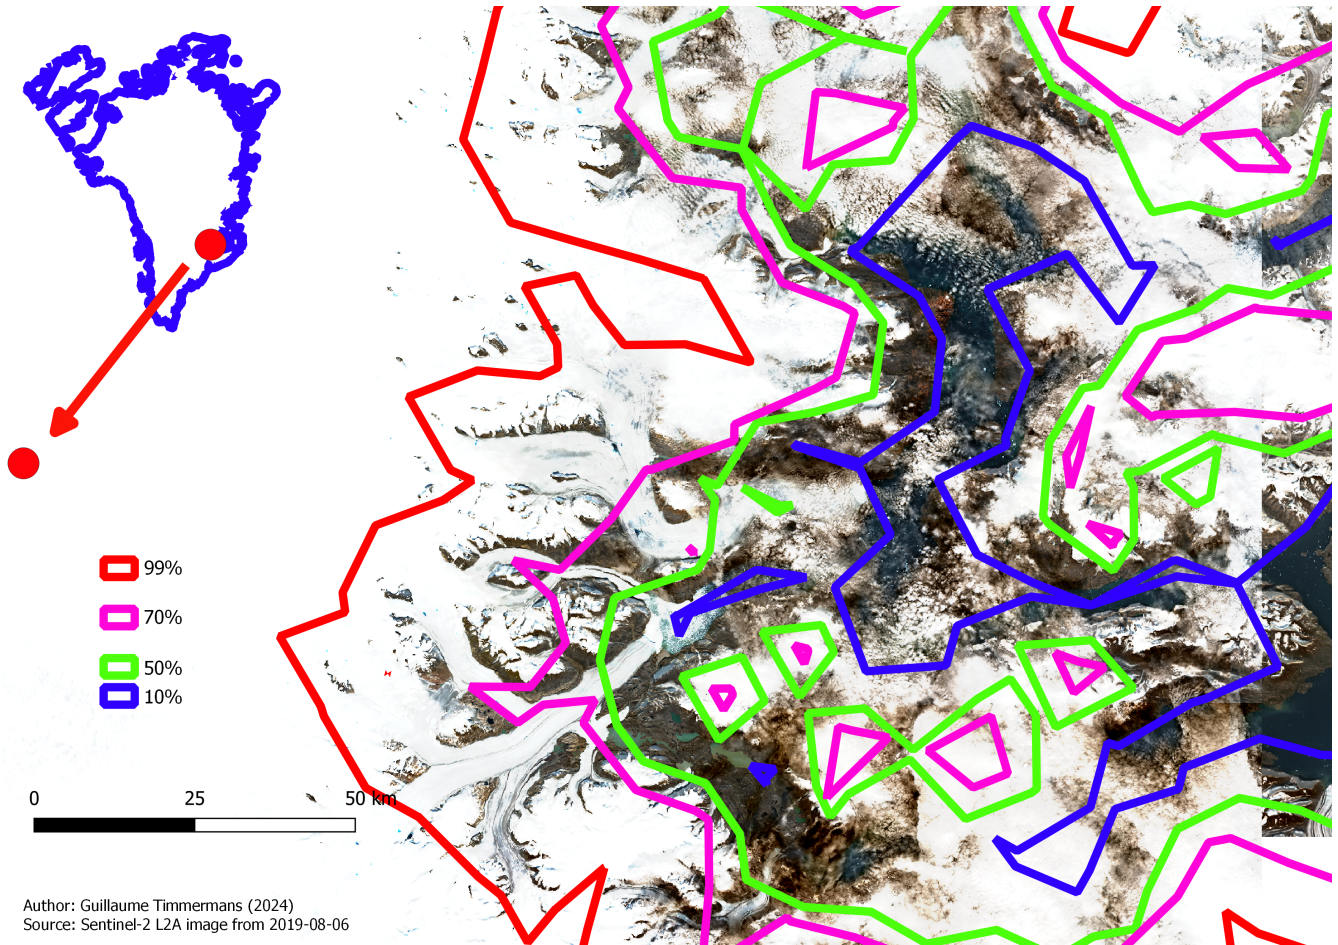 99%
70%
50%
10%
0 25 50 km
Author: Guillaume Timmermans (2024)
Source: Sentinel-2 L2A image from 2019-08-06